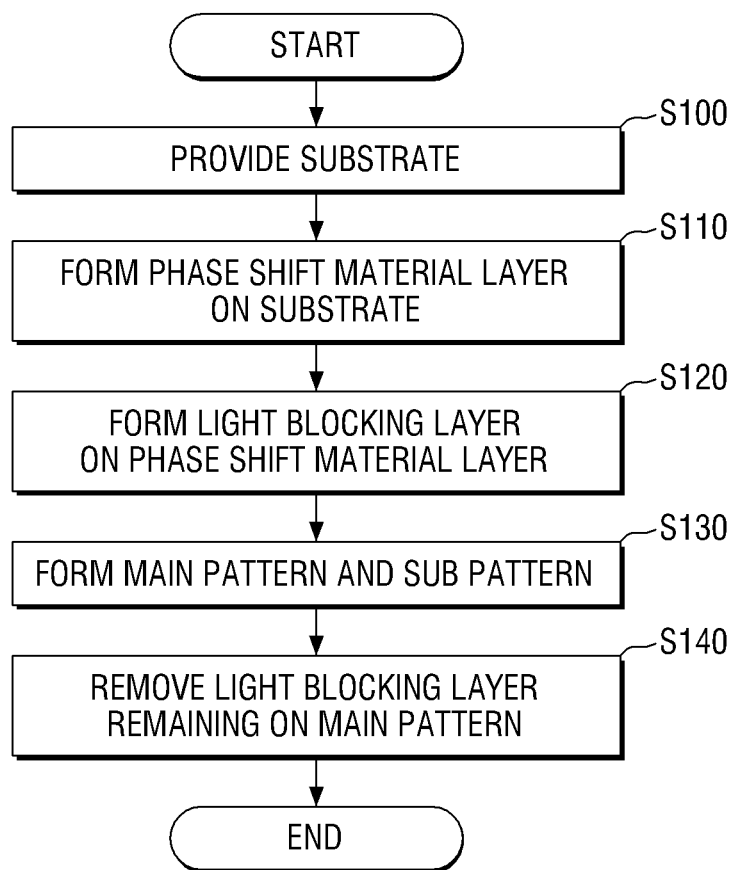 START
S100
PROVIDE SUBSTRATE
S110
FORM PHASE SHIFT MATERIAL LAYER
ON SUBSTRATE
S120
FORM LIGHT BLOCKING LAYER
ON PHASE SHIFT MATERIAL LAYER
S130
FORM MAIN PATTERN AND SUB PATTERN
S140
REMOVE LIGHT BLOCKING LAYER
REMAINING ON MAIN PATTERN
END